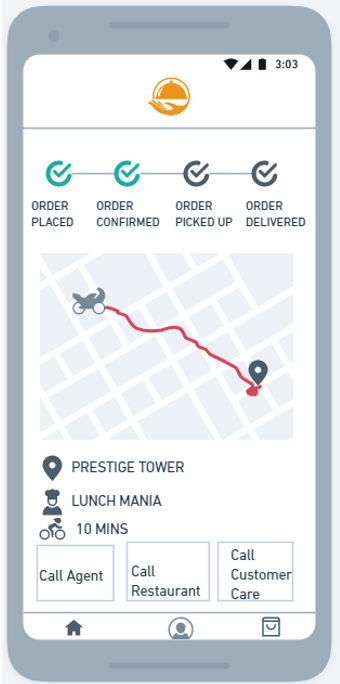 3:03
ORDER
PLACED
ORDER
CONFIRMED
ORDER
PICKED UP
ORDER
DELIVERED
PRESTIGE TOWER
LUNCH MANIA
10 MINS
Call Agent
Call
Restaurant
Call
Customer
Care